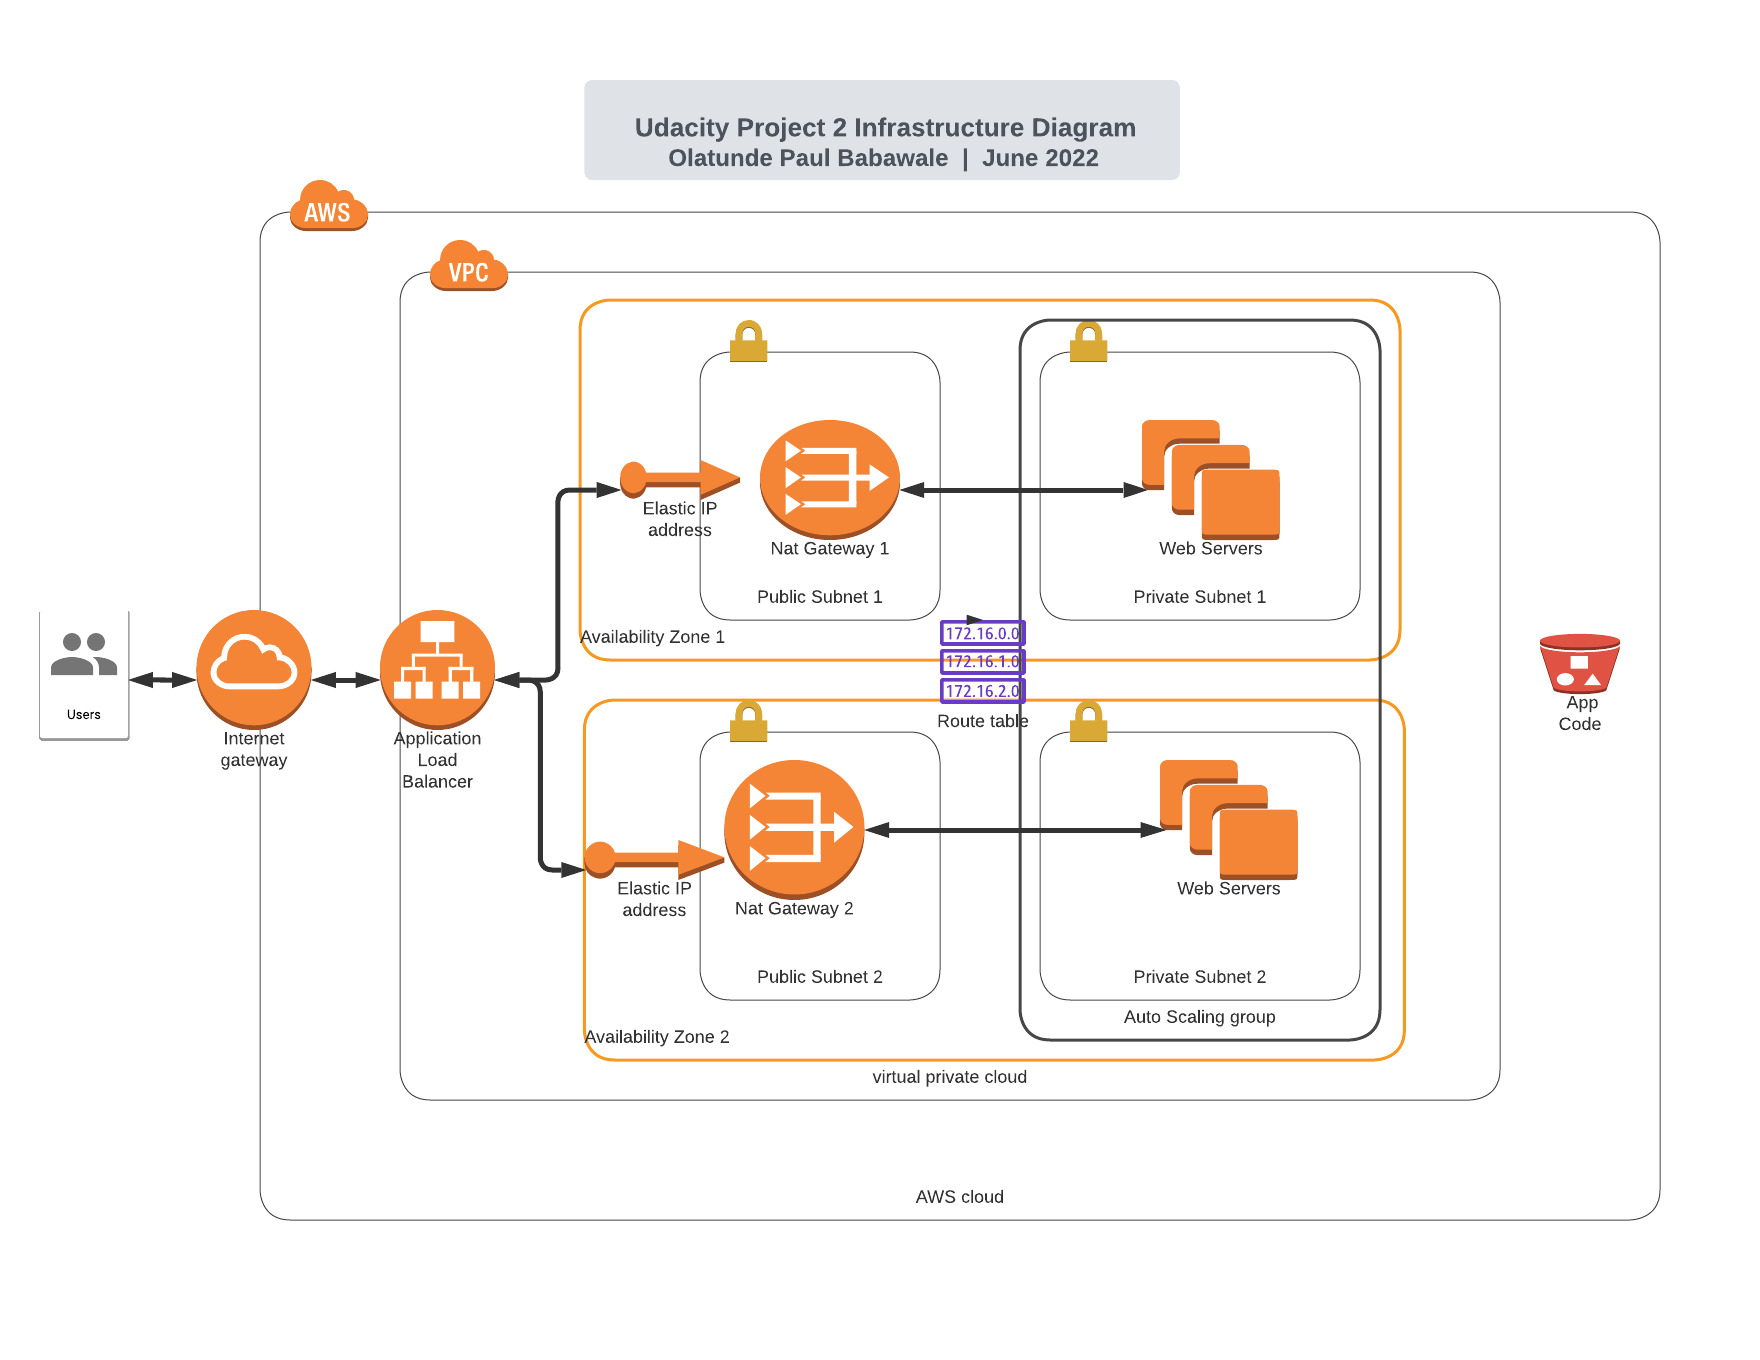 Udacity Project 2 Infrastructure Diagram
Olatunde Paul Babawale | June 2022
AWS
VPC
Elastic IP
address
Nat Gateway 1
Web Servers
Public Subnet 1
Private Subnet 1
Availability Zone 1
172.16.0.0
172.16.1.0
172.16.2.0
Route table
Users
Internet
gateway
Application
Load
Balancer
App
Code
Elastic IP
address
Nat Gateway 2
Web Servers
Public Subnet 2
Private Subnet 2
Auto Scaling group
Availability Zone 2
virtual private cloud
AWS cloud